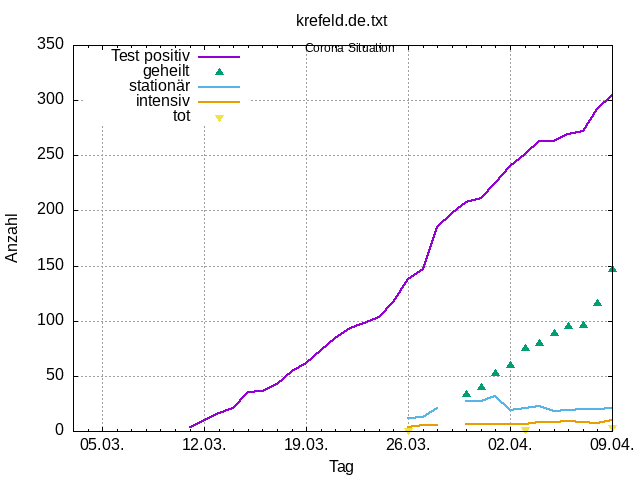 krefeld.de.txt
Corona Situation
Test positiv
geheilt
stationär
intensiv
tot
350
300
250
200
150
100
50
0
Anzahl
05.03. 12.03. 19.03. 26.03. 02.04. 09.04.
Tag